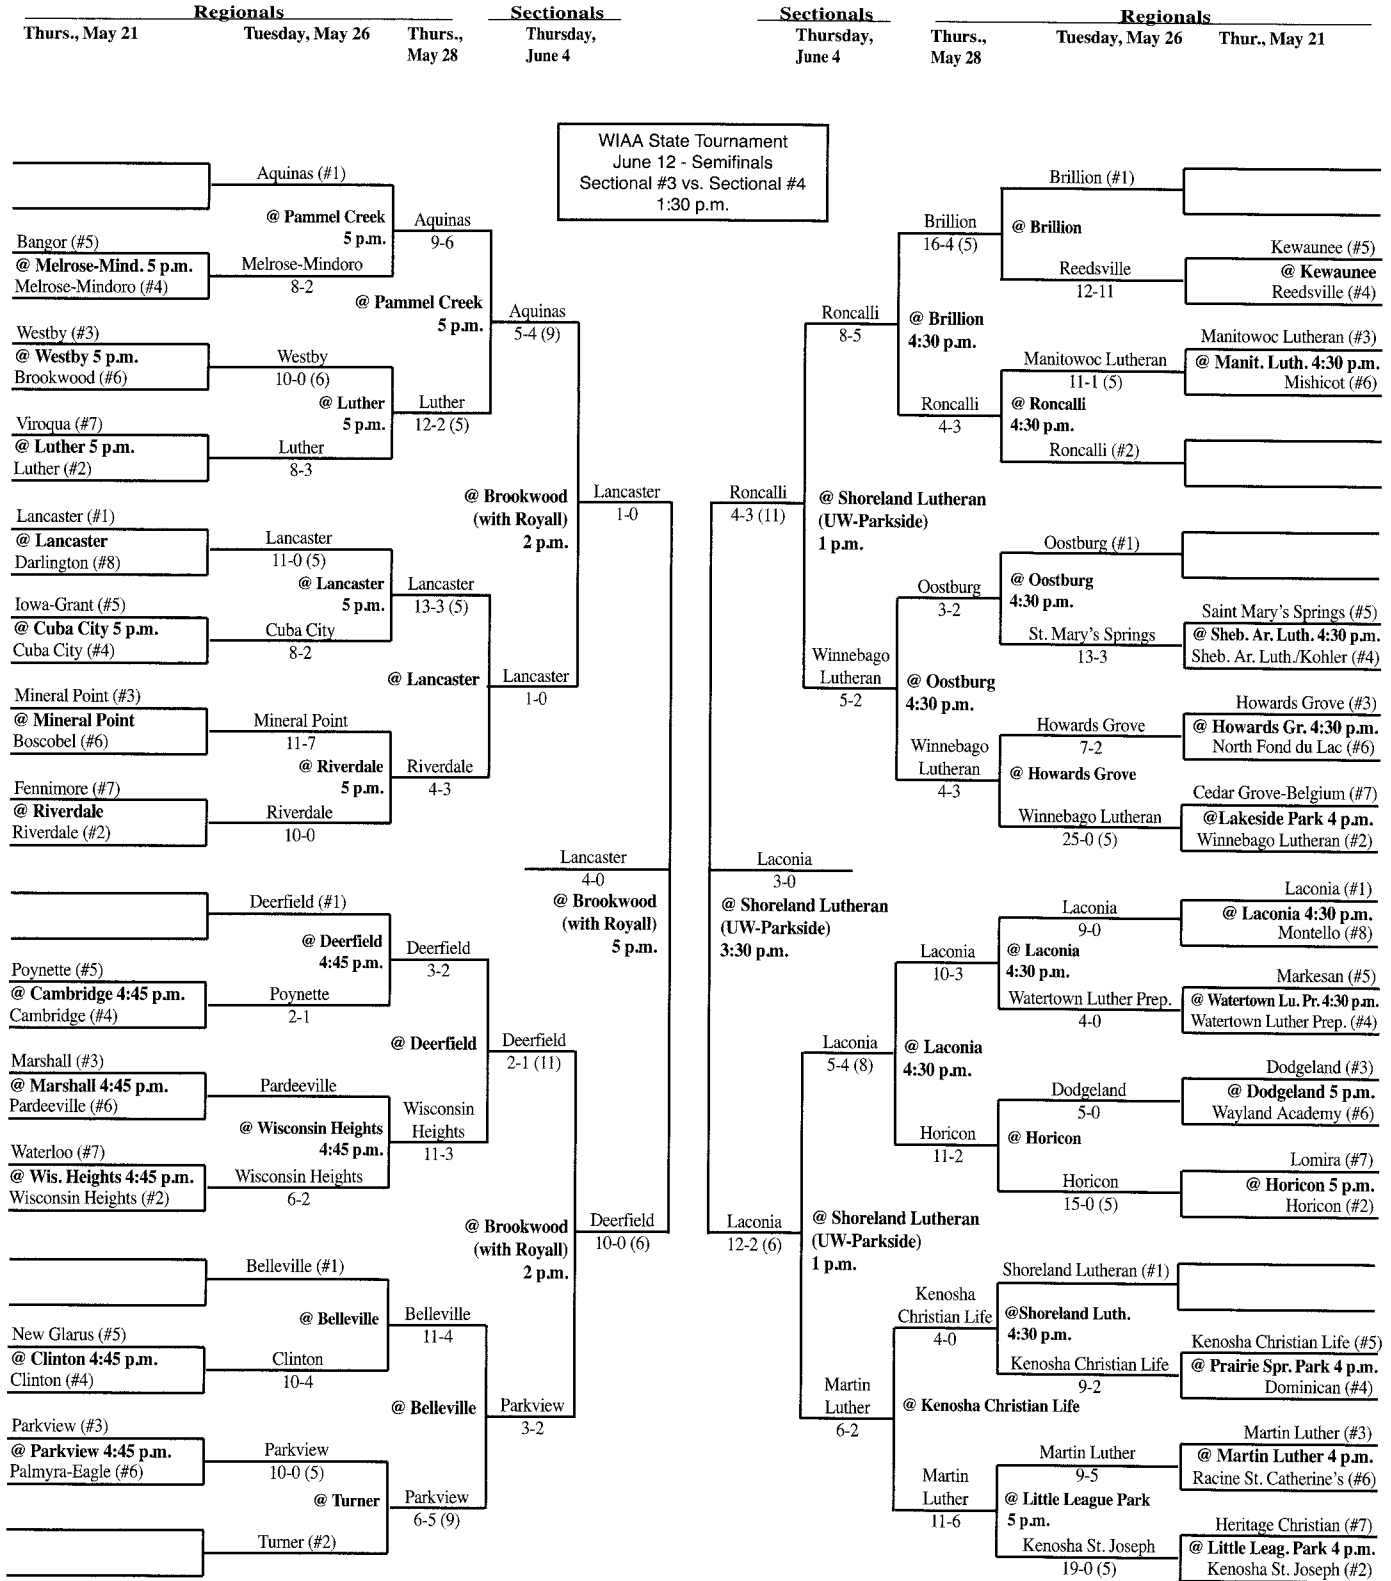 Regionals
Sectionals
Sectionals
Regionals
Thurs., May 21
Tuesday, May 26
Thurs.,
May 28
Thursday,
June 4
Thursday,
June 4
Thurs.,
May 28
Tuesday, May 26
Thur., May 21
WIAA State Tournament
June 12 - Semifinals
Sectional #3 vs. Sectional #4
1:30 p.m.
Bangor (#5)
@ Melrose-Mind. 5 p.m.
Melrose-Mindoro (#4)
Westby (#3)
@ Westby 5 p.m.
Brookwood (#6)
Viroqua (#7)
@ Luther 5 p.m.
Luther (#2)
Lancaster (#1)
@ Lancaster
Darlington (#8)
Iowa-Grant (#5)
@ Cuba City 5 p.m.
Cuba City (#4)
Mineral Point (#3)
@ Mineral Point
Boscobel (#6)
Fennimore (#7)
@ Riverdale
Riverdale (#2)
Poynette (#5)
@ Cambridge 4:45 p.m.
Cambridge (#4)
Marshall (#3)
@ Marshall 4:45 p.m.
Pardeeville (#6)
Waterloo (#7)
@ Wis. Heights 4:45 p.m.
Wisconsin Heights (#2)
New Glarus (#5)
@ Clinton 4:45 p.m.
Clinton (#4)
Parkview (#3)
@ Parkview 4:45 p.m.
Palmyra-Eagle (#6)
Aquinas (#1)
@ Pammel Creek
5 p.m.
Melrose-Mindoro
8-2
Westby
10-0 (6)
@ Luther
5 p.m.
Luther
8-3
Lancaster
11-0 (5)
@ Lancaster
5 p.m.
Cuba City
8-2
Mineral Point
11-7
@ Riverdale
5 p.m.
Riverdale
10-0
Deerfield (#1)
@ Deerfield
4:45 p.m.
Poynette
2-1
Pardeeville
@ Wisconsin Heights
4:45 p.m.
Wisconsin Heights
6-2
Belleville (#1)
@ Belleville
Clinton
10-4
Parkview
10-0 (5)
@ Turner
Turner (#2)
Aquinas
9-6
@ Pammel Creek
5 p.m.
Luther
12-2 (5)
Lancaster
13-3 (5)
@ Lancaster
Riverdale
4-3
Deerfield
3-2
@ Deerfield
Wisconsin
Heights
11-3
Belleville
11-4
@ Belleville
Parkview
6-5 (9)
Aquinas
5-4 (9)
@ Brookwood
(with Royall)
2 p.m.
Lancaster
1-0
Deerfield
2-1 (11)
@ Brookwood
(with Royall)
2 p.m.
Parkview
3-2
Lancaster
1-0
Lancaster
4-0
@ Brookwood
(with Royall)
5 p.m.
Deerfield
10-0 (6)
Roncalli
4-3 (11)
Laconia
3-0
@ Shoreland Lutheran
(UW-Parkside)
3:30 p.m.
Laconia
12-2 (6)
Roncalli
8-5
@ Shoreland Lutheran
(UW-Parkside)
1 p.m.
Winnebago
Lutheran
5-2
Laconia
5-4 (8)
@ Shoreland Lutheran
(UW-Parkside)
1 p.m.
Martin
Luther
6-2
Brillion
16-4 (5)
@ Brillion
4:30 p.m.
Roncalli
4-3
Oostburg
3-2
@ Oostburg
4:30 p.m.
Winnebago
Lutheran
4-3
Laconia
10-3
@ Laconia
4:30 p.m.
Horicon
11-2
Kenosha
Christian Life
4-0
@ Kenosha Christian Life
Martin
Luther
11-6
Brillion (#1)
@ Brillion
Reedsville
12-11
Manitowoc Lutheran
11-1 (5)
@ Roncalli
4:30 p.m.
Roncalli (#2)
Oostburg (#1)
@ Oostburg
4:30 p.m.
St. Mary's Springs
13-3
Howards Grove
7-2
@ Howards Grove
Winnebago Lutheran
25-0 (5)
Laconia
9-0
@ Laconia
4:30 p.m.
Watertown Luther Prep.
4-0
Dodgeland
5-0
@ Horicon
Horicon
15-0 (5)
Shoreland Lutheran (#1)
@Shoreland Luth.
4:30 p.m.
Kenosha Christian Life
9-2
Martin Luther
9-5
@ Little League Park
5 p.m.
Kenosha St. Joseph
19-0 (5)
Kewaunee (#5)
@ Kewaunee
Reedsville (#4)
Manitowoc Lutheran (#3)
@ Manit. Luth. 4:30 p.m.
Mishicot (#6)
Saint Mary's Springs (#5)
@ Sheb. Ar. Luth. 4:30 p.m.
Sheb. Ar. Luth./Kohler (#4)
Howards Grove (#3)
@ Howards Gr. 4:30 p.m.
North Fond du Lac (#6)
Cedar Grove-Belgium (#7)
@Lakeside Park 4 p.m.
Winnebago Lutheran (#2)
Laconia (#1)
@ Laconia 4:30 p.m.
Montello (#8)
Markesan (#5)
@ Watertown Lu. Pr. 4:30 p.m.
Watertown Luther Prep. (#4)
Dodgeland (#3)
@ Dodgeland 5 p.m.
Wayland Academy (#6)
Lomira (#7)
@ Horicon 5 p.m.
Horicon (#2)
Kenosha Christian Life (#5)
@ Prairie Spr. Park 4 p.m.
Dominican (#4)
Martin Luther (#3)
@ Martin Luther 4 p.m.
Racine St. Catherine's (#6)
Heritage Christian (#7)
@ Little Leag. Park 4 p.m.
Kenosha St. Joseph (#2)